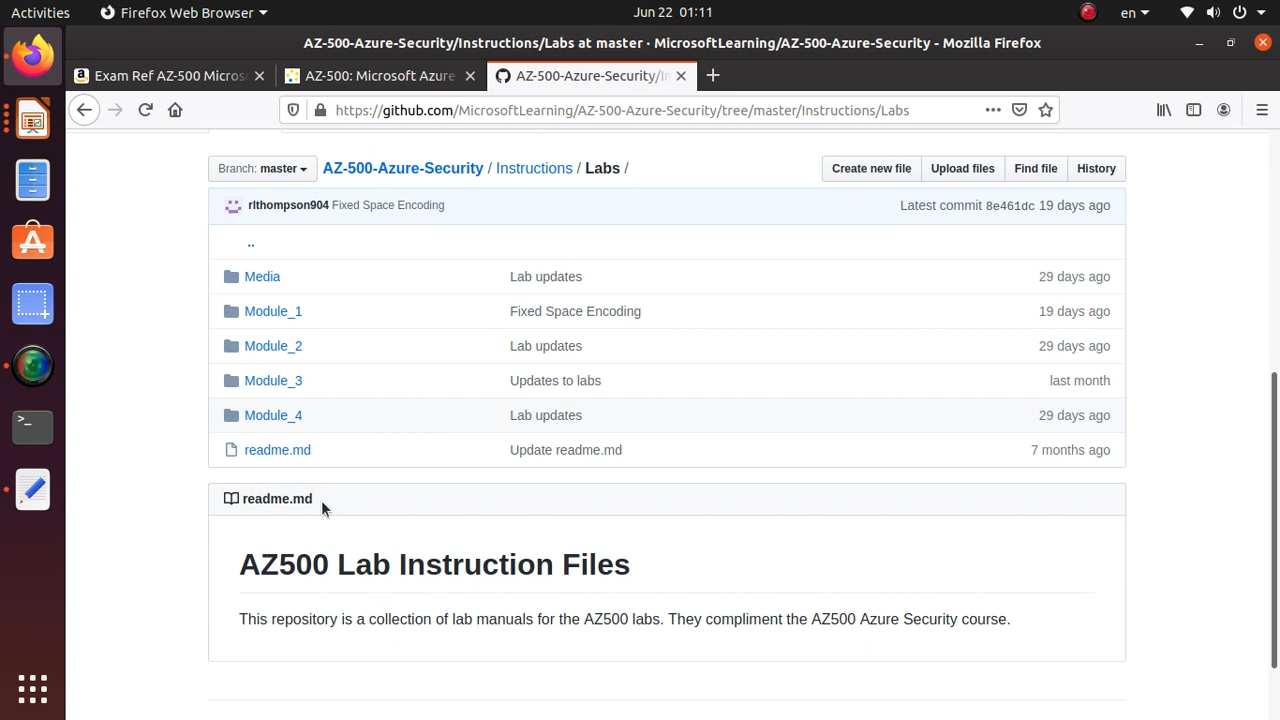 Activities Firefox Web Browser Jun 22 01:11 en
AZ-500-Azure-Security/Instructions/Labs at master · MicrosoftLearning/AZ-500-Azure-Security - Mozilla Firefox
Exam Ref AZ-500 Micros AZ-500: Microsoft Azure AZ-500-Azure-Security/In
https://github.com/MicrosoftLearning/AZ-500-Azure-Security/tree/master/Instructions/Labs
Branch: master AZ-500-Azure-Security / Instructions / Labs / Create new file Upload files Find file History
rlthompson904 Fixed Space Encoding Latest commit 8e461dc 19 days ago
..
Media Lab updates 29 days ago
Module_1 Fixed Space Encoding 19 days ago
Module_2 Lab updates 29 days ago
Module_3 Updates to labs last month
Module_4 Lab updates 29 days ago
readme.md Update readme.md 7 months ago
readme.md
AZ500 Lab Instruction Files
This repository is a collection of lab manuals for the AZ500 labs. They compliment the AZ500 Azure Security course.